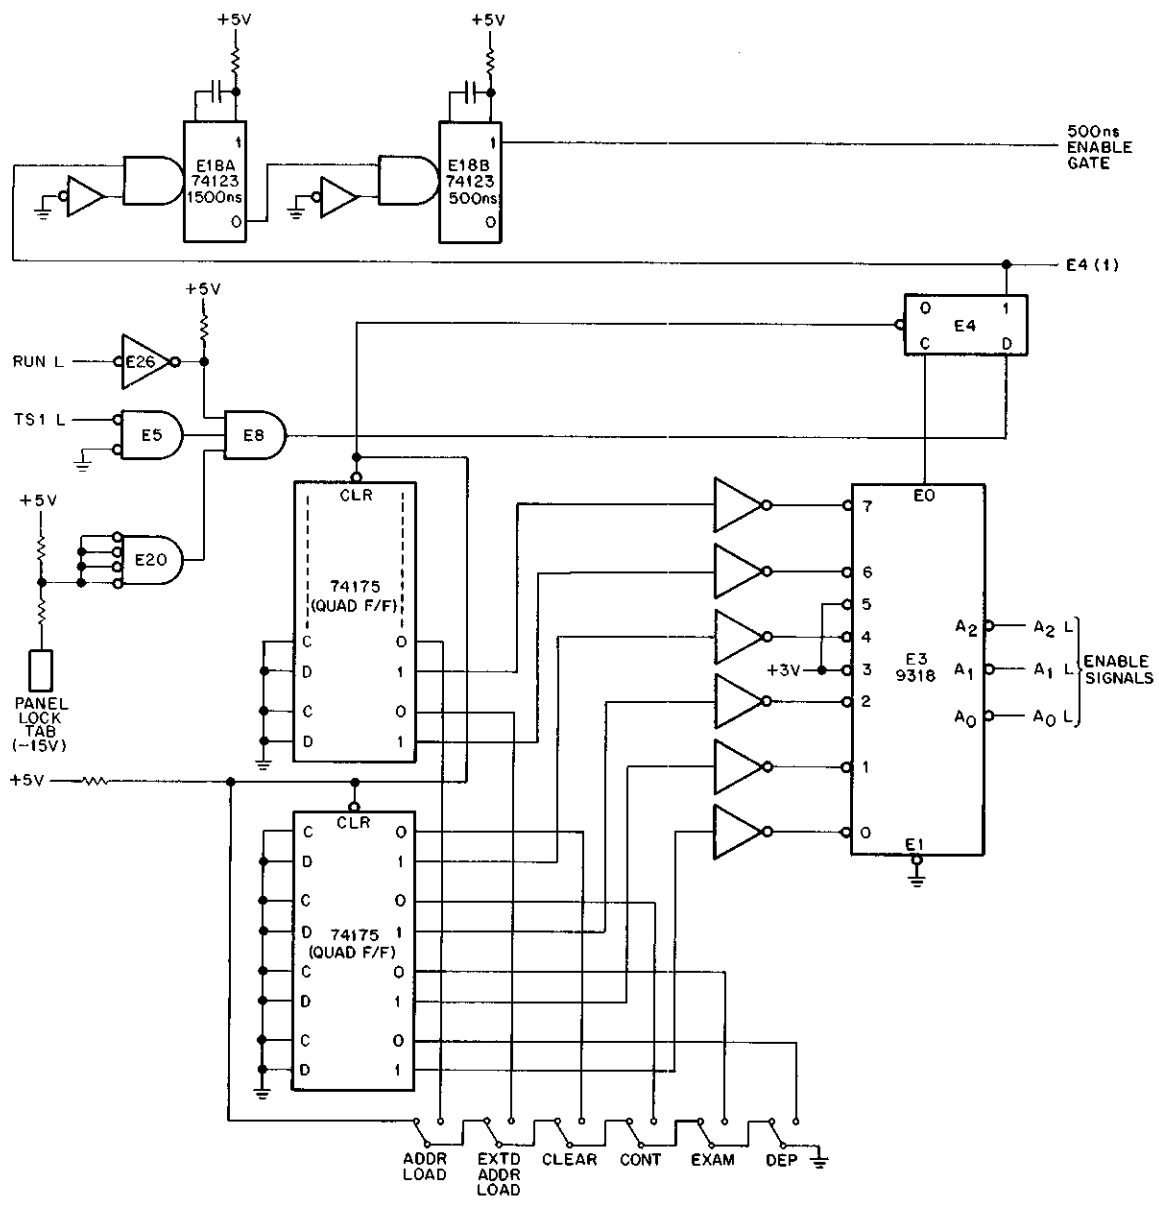 +5V
+5V
1
E18A
74123
1500ns
0
1
E18B
74123
500ns
0
500ns
ENABLE
GATE
E4 (1)
+5V
0 1
E4
C D
RUN L
E26
TS1 L
E5
E8
+5V
E20
PANEL
LOCK
TAB
(-15V)
CLR
74175
(QUAD F/F)
C 0
D 1
C 0
D 1
+5V
CLR
C 0
D 1
C 0
D 1
74175
(QUAD F/F)
C 0
D 1
C 0
D 1
EO
7
6
5
4
+3V
3
2
1
0
E3
9318
A2
A1
A0
E1
A2 L
A1 L
A0 L
ENABLE
SIGNALS
ADDR
LOAD
EXTD
ADDR
LOAD
CLEAR
CONT
EXAM
DEP